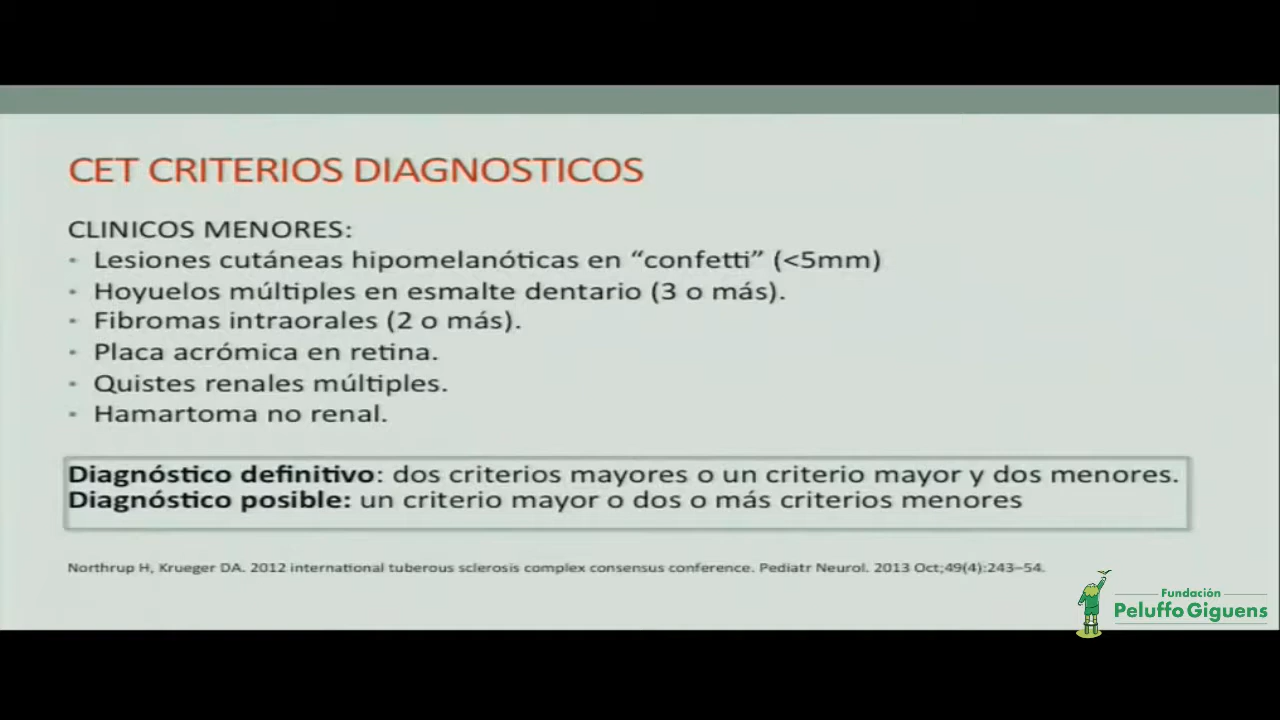 CET CRITERIOS DIAGNOSTICOS
CLINICOS MENORES:
• Lesiones cutáneas hipomelanóticas en “confetti” (<5mm)
• Hoyuelos múltiples en esmalte dentario (3 o más).
• Fibromas intraorales (2 o más).
• Placa acrómica en retina.
• Quistes renales múltiples.
• Hamartoma no renal.
Diagnóstico definitivo: dos criterios mayores o un criterio mayor y dos menores.
Diagnóstico posible: un criterio mayor o dos o más criterios menores
Northrup H, Krueger DA. 2012 international tuberous sclerosis complex consensus conference. Pediatr Neurol. 2013 Oct;49(4):243–54.
Fundación
Peluffo Giguens